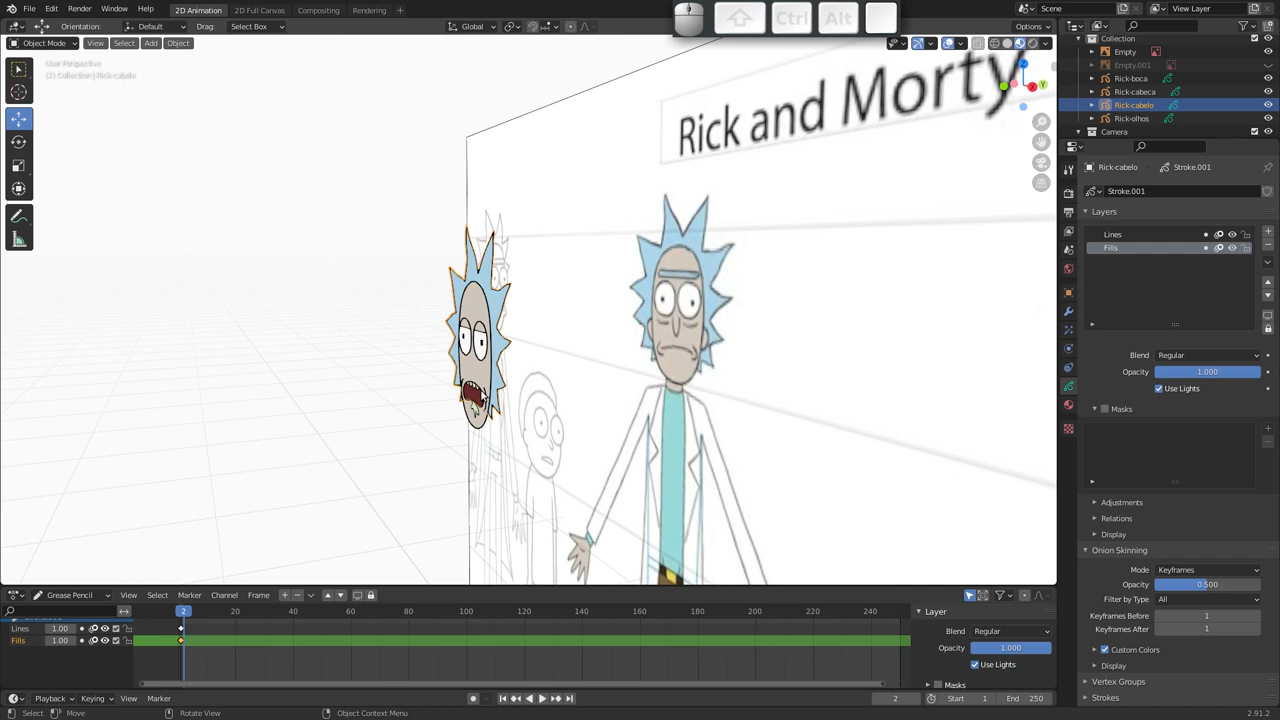 File Edit Render Window Help 2D Animation 2D Full Canvas Compositing Rendering Scene View Layer
Orientation: Default Drag: Select Box Global Ctrl Alt Options
Object Mode View Select Add Object
User Perspective
(2) Collection | Rick-cabelo
Rick and Morty
Z
Y
X
Collection
Empty
Empty.001
Rick-boca
Rick-cabeca
Rick-cabelo
Rick-olhos
Camera
Rick-cabelo Stroke.001
Stroke.001
Layers
Lines
Fills
Blend Regular
Opacity 1.000
Use Lights
Masks
Adjustments
Relations
Display
Onion Skinning
Mode Keyframes
Opacity 0.500
Filter by Type All
Keyframes Before 1
Keyframes After 1
Custom Colors
Display
Vertex Groups
Strokes
Grease Pencil View Select Marker Channel Frame Filters
2 20 40 60 80 100 120 140 160 180 200 220 240
Lines 1.00
Fills 1.00
Layer
Blend Regular
Opacity 1.000
Use Lights
Masks
Playback Keying View Marker 2 Start 1 End 250
Select Move Rotate View Object Context Menu 2.91.2